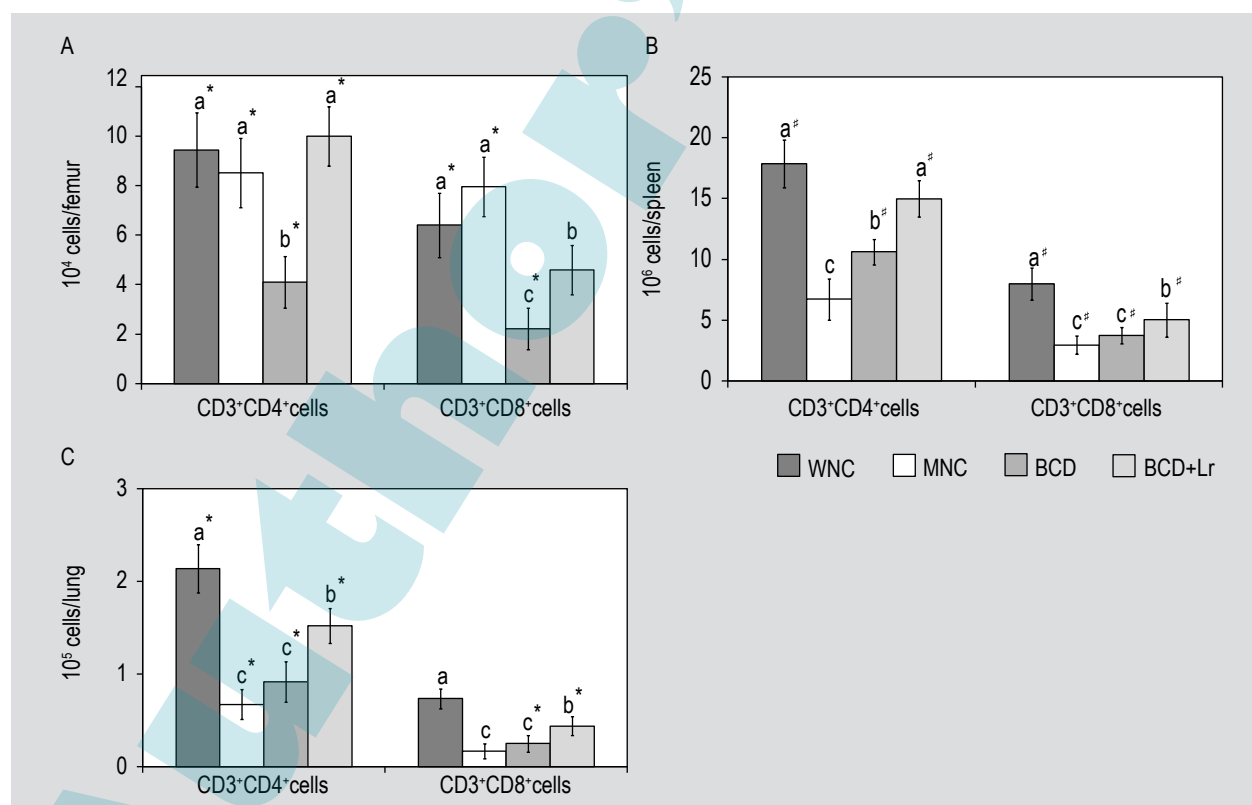 A
10⁴ cells/femur
12
10
8
6
4
2
0
a* a* b* a* a* a* c* b
CD3⁺CD4⁺cells CD3⁺CD8⁺cells
B
10⁶ cells/spleen
25
20
15
10
5
0
a♯ c b♯ a♯ a♯ c♯ c♯ b♯
CD3⁺CD4⁺cells CD3⁺CD8⁺cells
WNC MNC BCD BCD+Lr
C
10⁵ cells/lung
3
2
1
0
a* c* c* b* a c c* b*
CD3⁺CD4⁺cells CD3⁺CD8⁺cells